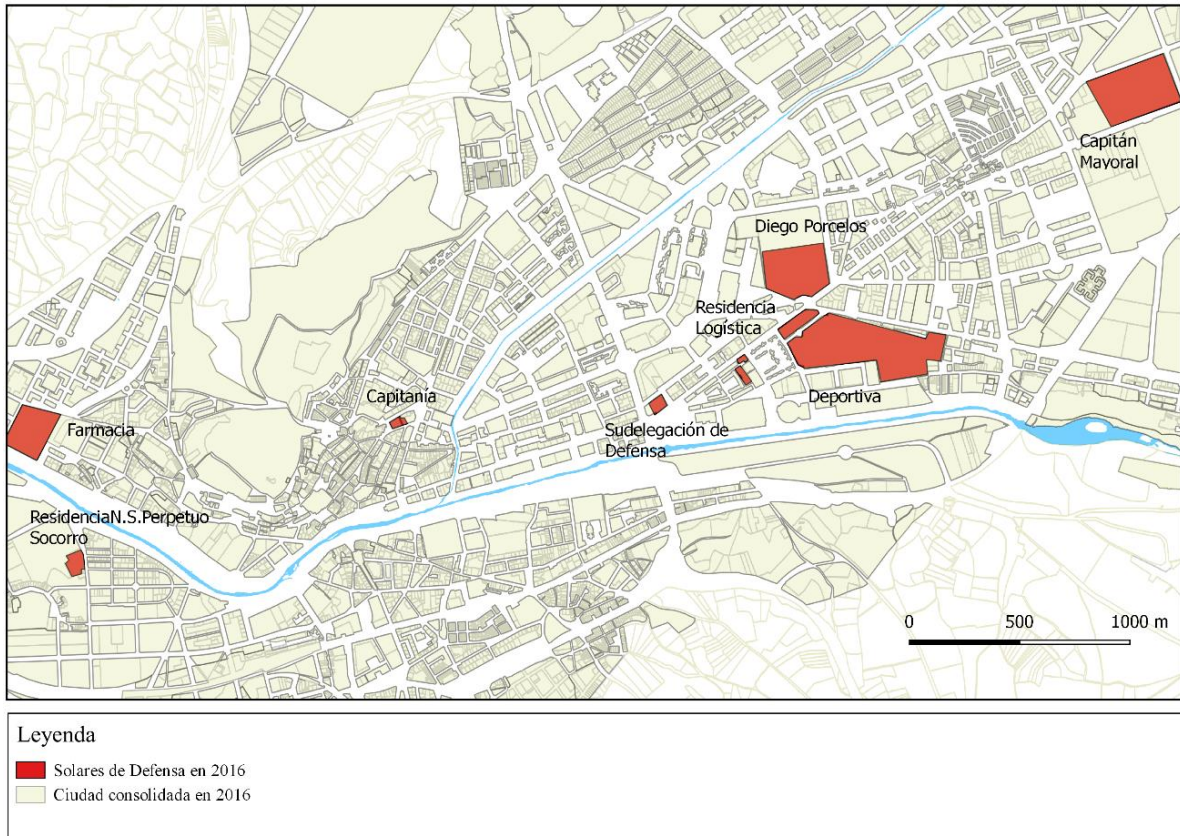 Capitán
Mayoral
Diego Porcelos
Residencia
Logística
Capitanía
Deportiva
Farmacia
Sudelegación de
Defensa
ResidenciaN.S.Perpetuo
Socorro
0 500 1000 m
Leyenda
Solares de Defensa en 2016
Ciudad consolidada en 2016